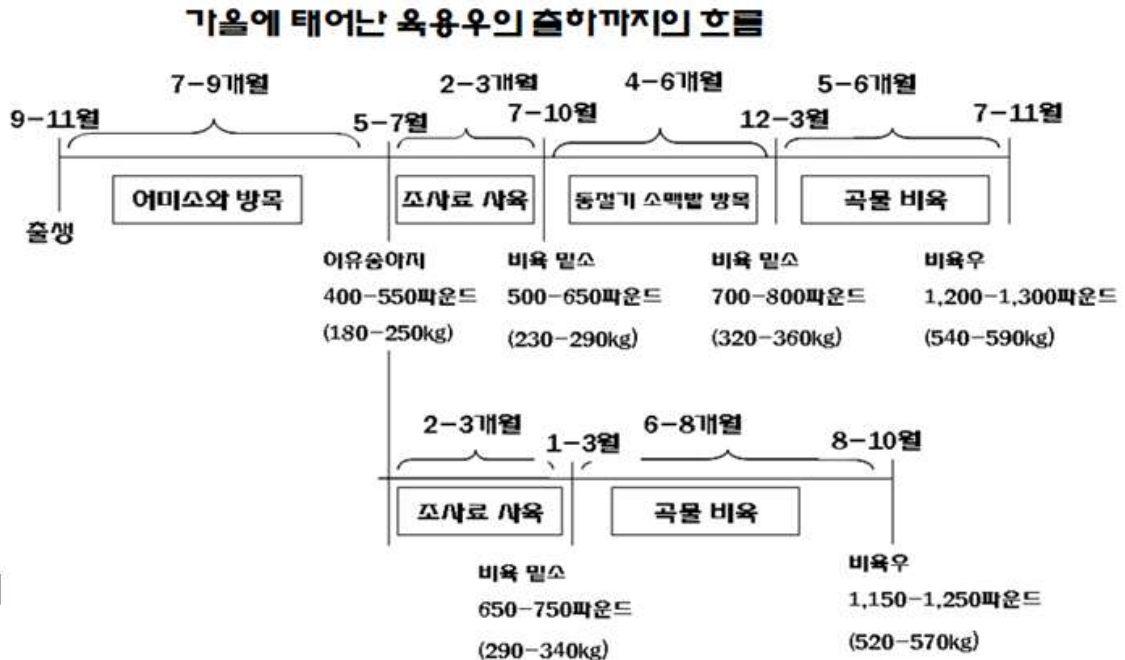 가을에 태어난 육용우의 출하까지의 흐름
7-9개월 2-3개월 4-6개월 5-6개월
9-11월 5-7월 7-10월 12-3월 7-11월
어미소와 방목 조사료 사육 동절기 소맥밭 방목 곡물 비육
출생
이유송아지 비육 밑소 비육 밑소 비육우
400-550파운드 500-650파운드 700-800파운드 1,200-1,300파운드
(180-250kg) (230-290kg) (320-360kg) (540-590kg)
2-3개월 6-8개월
1-3월 8-10월
조사료 사육 곡물 비육
비육 밑소 비육우
650-750파운드 1,150-1,250파운드
(290-340kg) (520-570kg)